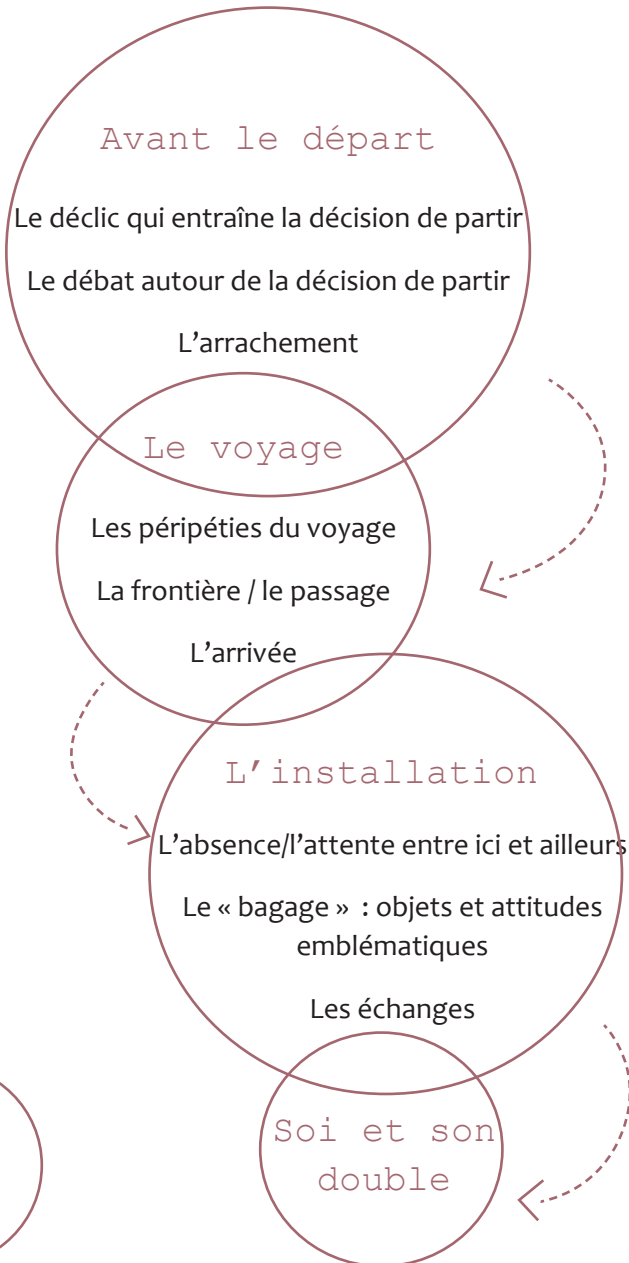 Avant le départ
Le déclic qui entraîne la décision de partir
Le débat autour de la décision de partir
L’arrachement
Le voyage
Les péripéties du voyage
La frontière / le passage
L’arrivée
L’installation
L’absence/l’attente entre ici et ailleurs
Le « bagage »  : objets et attitudes
emblématiques
Les échanges
Soi et son
double